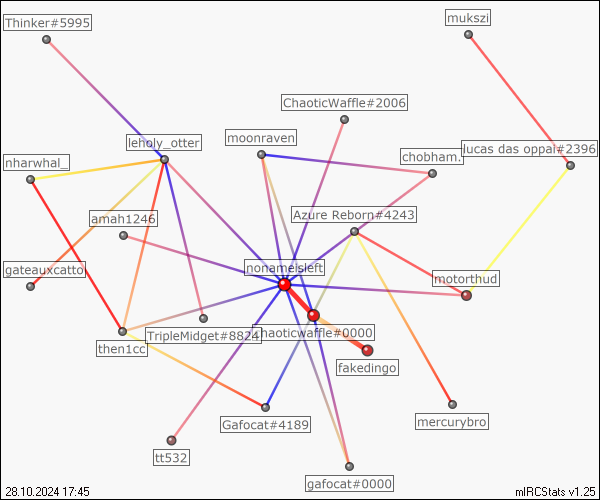 Thinker#5995
mukszi
ChaoticWaffle#2006
leholy_otter
moonraven
lucas das oppai#2396
chobham.
nharwhal_
amah1246
Azure Reborn#4243
gateauxcatto
nonameisleft
motorthud
Chaoticwaffle#0000
TripleMidget#8824
then1cc
fakedingo
Gafocat#4189
mercurybro
tt532
gafocat#0000
28.10.2024 17:45
mIRCStats v1.25